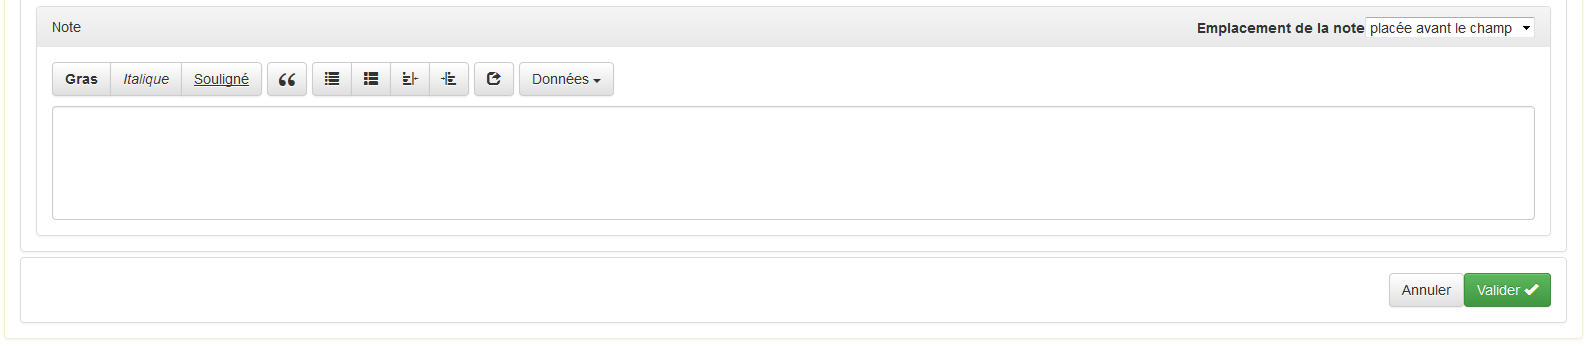 Note
Emplacement de la note placée avant le champ
Gras Italique Souligné Données
Annuler Valider